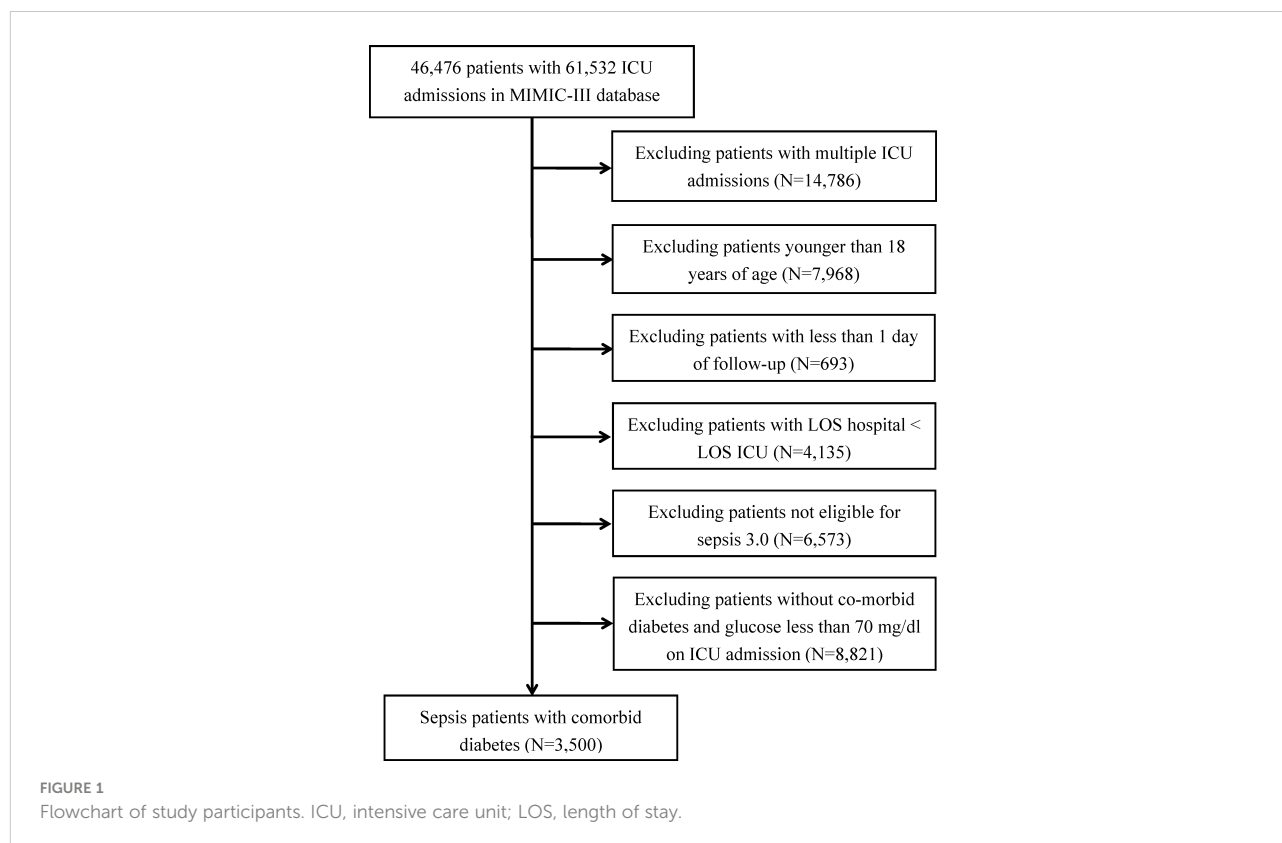 46,476 patients with 61,532 ICU
admissions in MIMIC-III database
Excluding patients with multiple ICU
admissions (N=14,786)
Excluding patients younger than 18
years of age (N=7,968)
Excluding patients with less than 1 day
of follow-up (N=693)
Excluding patients with LOS hospital <
LOS ICU (N=4,135)
Excluding patients not eligible for
sepsis 3.0 (N=6,573)
Excluding patients without co-morbid
diabetes and glucose less than 70 mg/dl
on ICU admission (N=8,821)
Sepsis patients with comorbid
diabetes (N=3,500)
FIGURE 1
Flowchart of study participants. ICU, intensive care unit; LOS, length of stay.